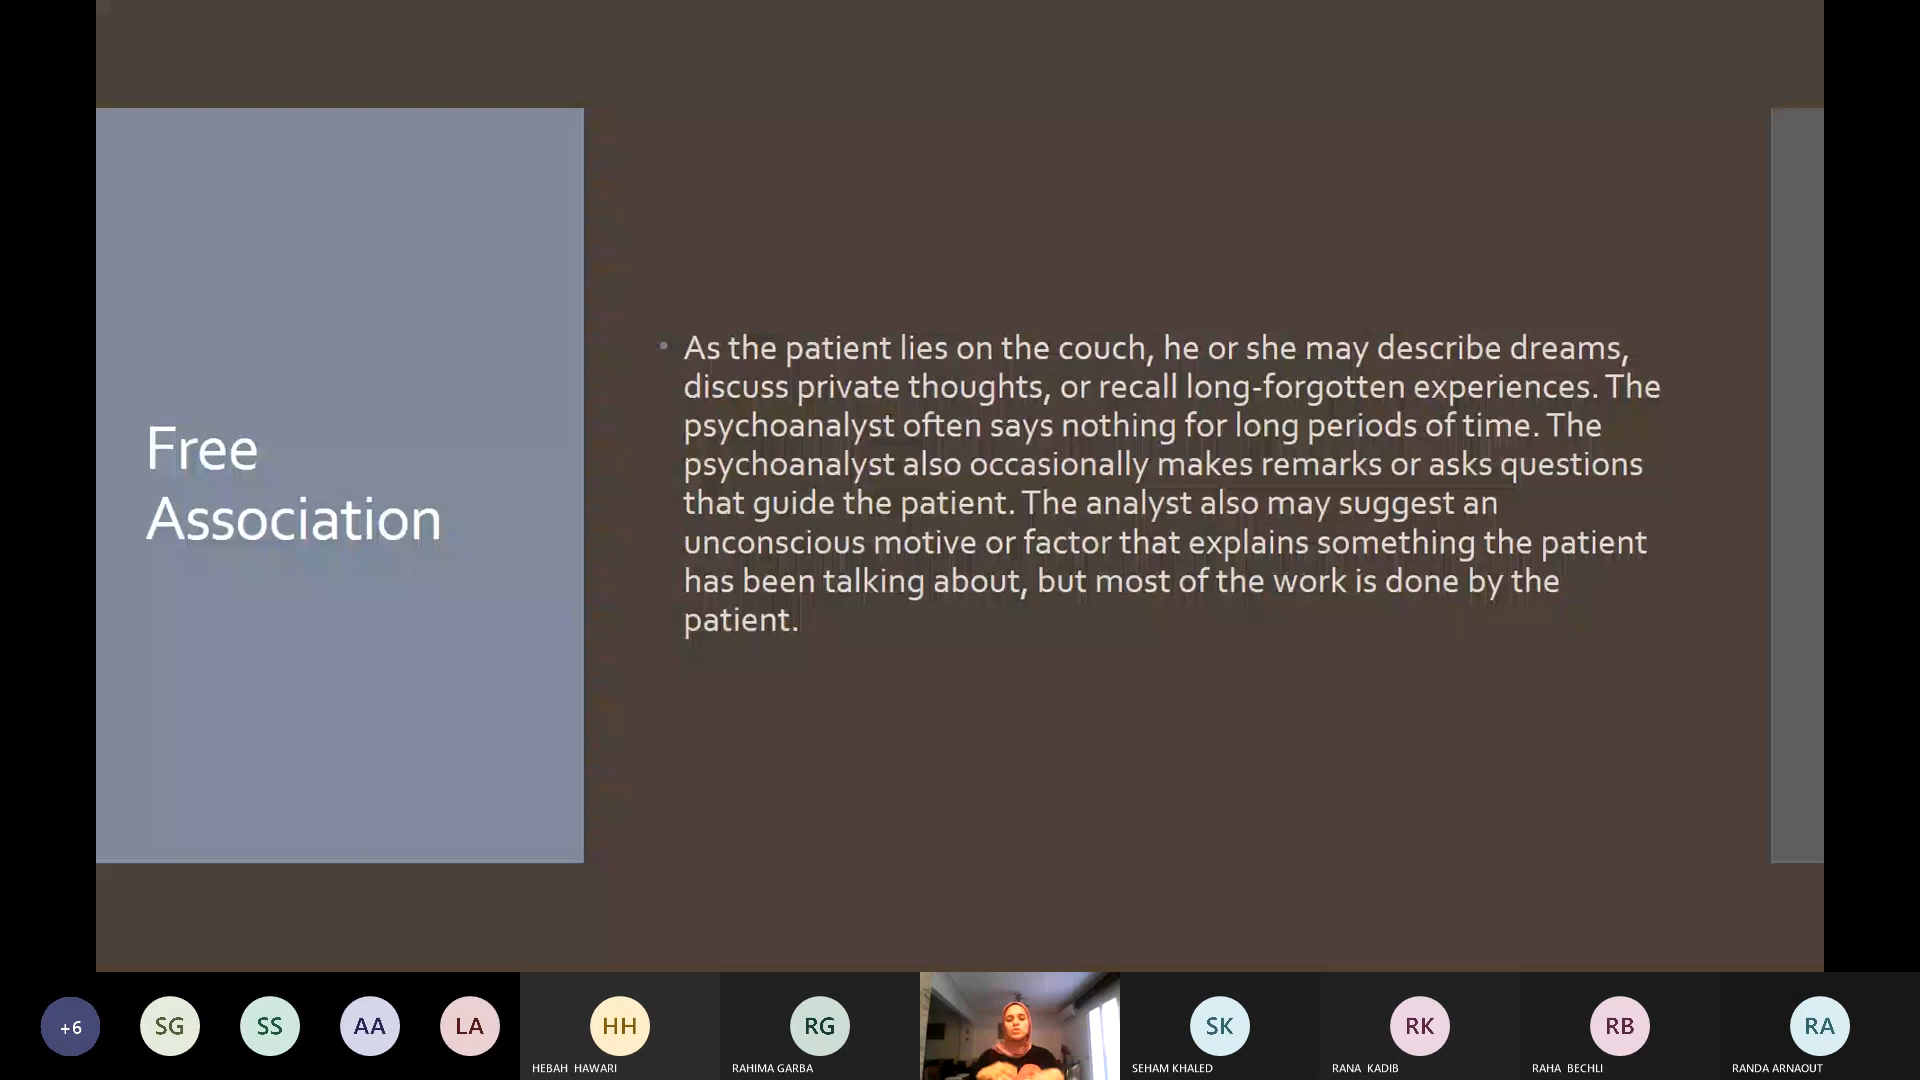 Free
Association
• As the patient lies on the couch, he or she may describe dreams,
discuss private thoughts, or recall long-forgotten experiences. The
psychoanalyst often says nothing for long periods of time. The
psychoanalyst also occasionally makes remarks or asks questions
that guide the patient. The analyst also may suggest an
unconscious motive or factor that explains something the patient
has been talking about, but most of the work is done by the
patient.
+6
SG
SS
AA
LA
HH
HEBAH HAWARI
RG
RAHIMA GARBA
SK
SEHAM KHALED
RK
RANA KADIB
RB
RAHA BECHLI
RA
RANDA ARNAOUT